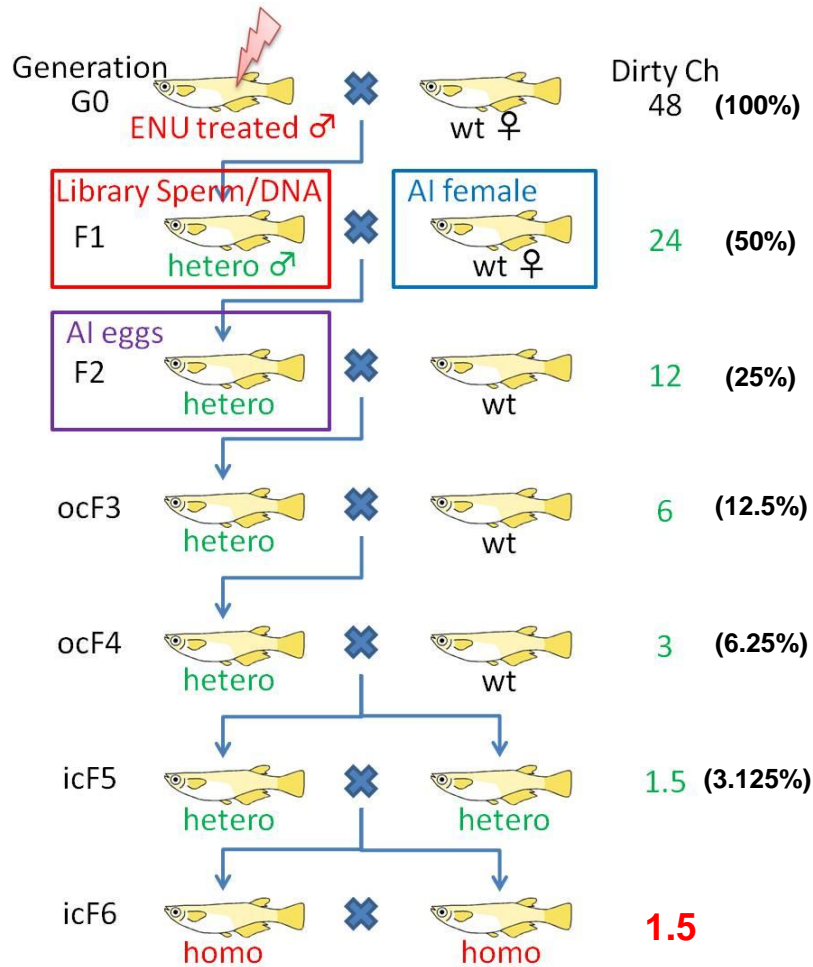 Generation
G0
ENU treated ♂
wt ♀
Dirty Ch
48 (100%)
Library Sperm/DNA
F1
hetero ♂
AI female
wt ♀
24 (50%)
AI eggs
F2
hetero
wt
12 (25%)
ocF3
hetero
wt
6 (12.5%)
ocF4
hetero
wt
3 (6.25%)
icF5
hetero
hetero
1.5 (3.125%)
icF6
homo
homo
1.5